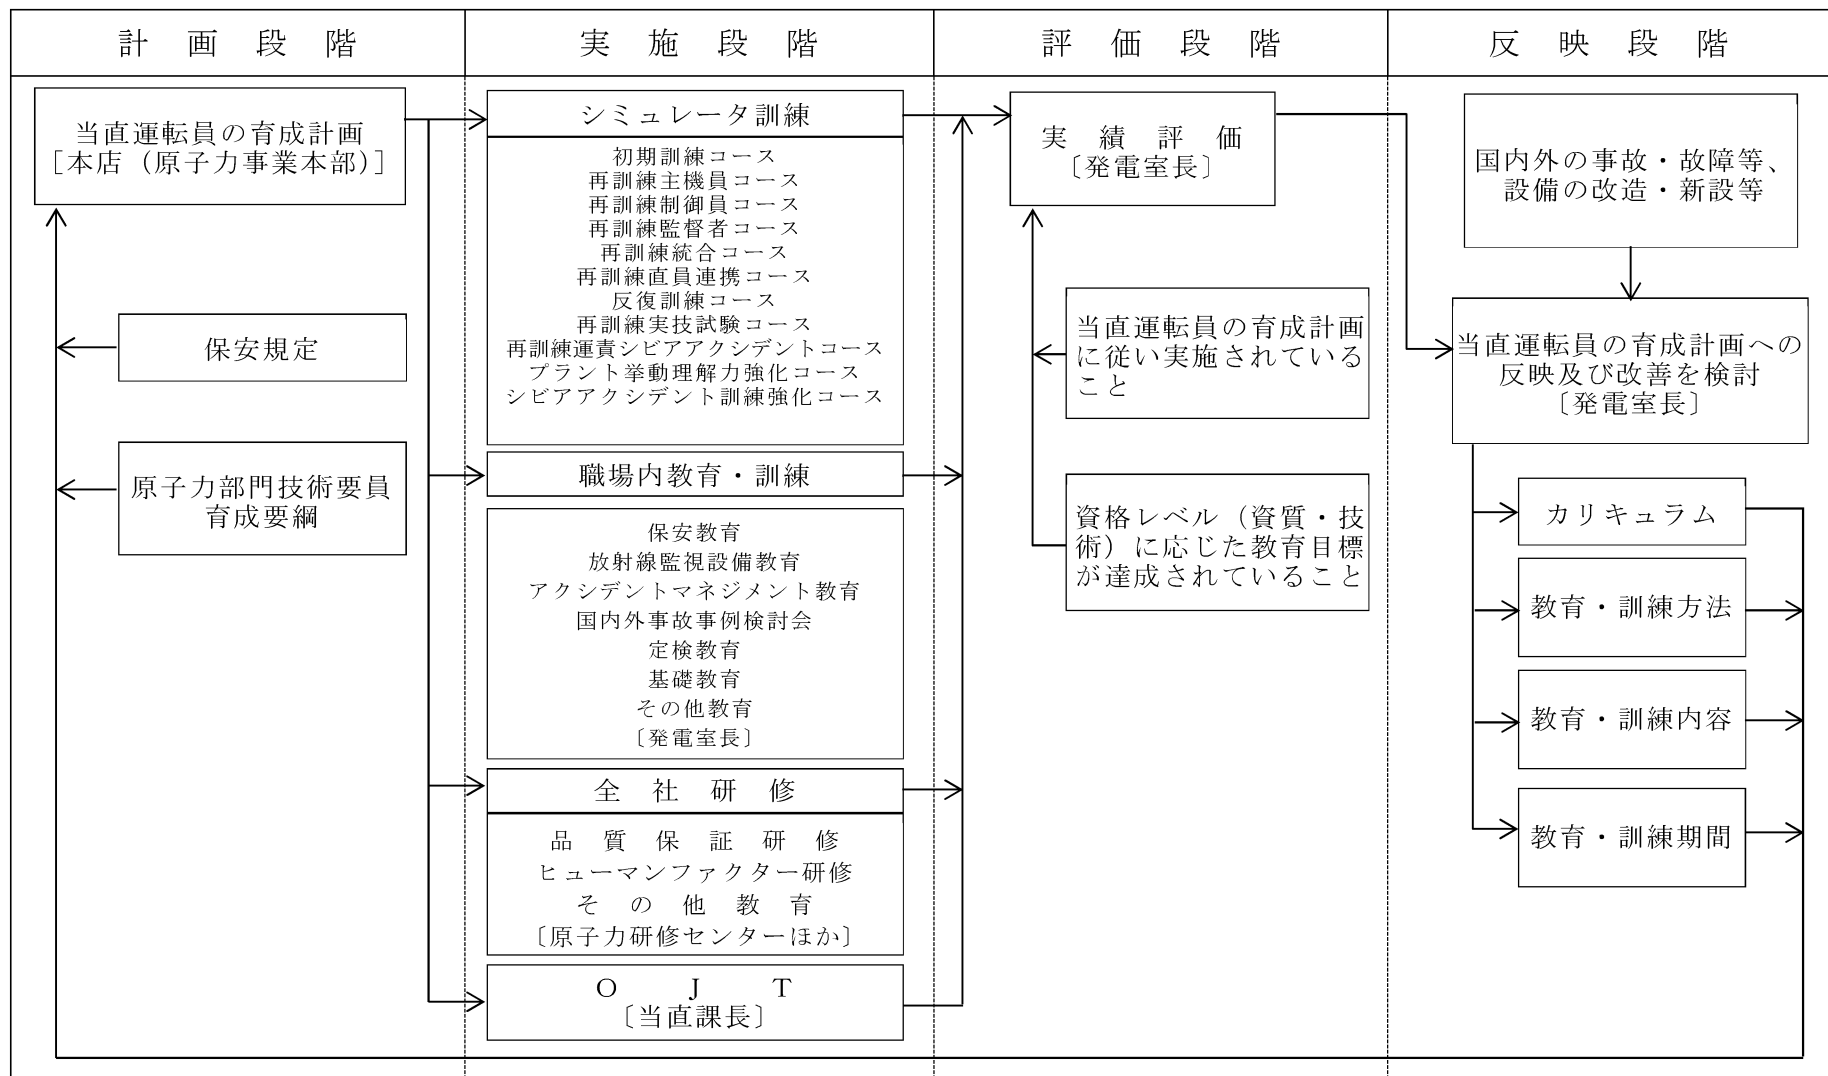 計画段階
実施段階
評価段階
反映段階
当直運転員の育成計画
［本店（原子力事業本部）］
保安規定
原子力部門技術要員
育成要綱
シミュレータ訓練
初期訓練コース
再訓練主機員コース
再訓練制御員コース
再訓練監督者コース
再訓練統合コース
再訓練直員連携コース
反復訓練コース
再訓練実技試験コース
再訓練運責シビアアクシデントコース
プラント挙動理解力強化コース
シビアアクシデント訓練強化コース
職場内教育・訓練
保安教育
放射線監視設備教育
アクシデントマネジメント教育
国内外事故事例検討会
定検教育
基礎教育
その他教育
〔発電室長〕
全社研修
品質保証研修
ヒューマンファクター研修
その他教育
〔原子力研修センターほか〕
OJT
〔当直課長〕
実績評価
〔発電室長〕
当直運転員の育成計画
に従い実施されている
こと
資格レベル（資質・技
術）に応じた教育目標
が達成されていること
国内外の事故・故障等、
設備の改造・新設等
当直運転員の育成計画への
反映及び改善を検討
〔発電室長〕
カリキュラム
教育・訓練方法
教育・訓練内容
教育・訓練期間